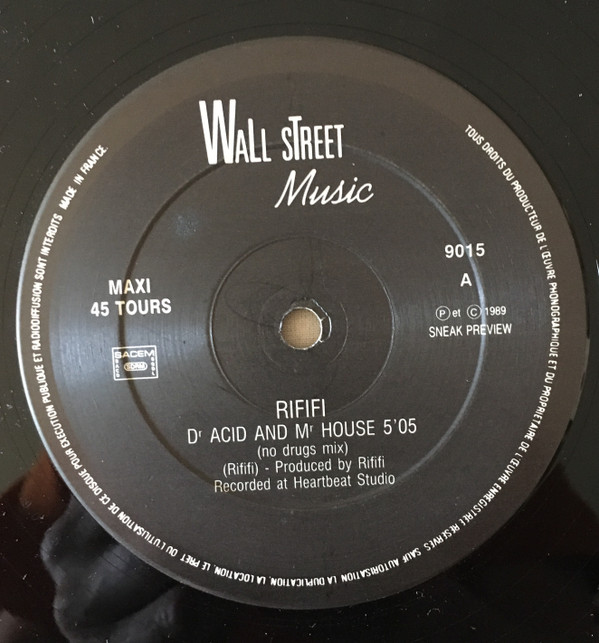 WALL STREET
Music
MAXI
45 TOURS
SACEM
SDRM
9015
A
Ⓟ et Ⓒ 1989
SNEAK PREVIEW
RIFIFI
Dʳ ACID AND Mʳ HOUSE 5'05
(no drugs mix)
(Rififi) - Produced by Rififi
Recorded at Heartbeat Studio
TOUS DROITS DU PRODUCTEUR DE L'ŒUVRE PHONOGRAPHIQUE ET DU PROPRIETAIRE DE L'ŒUVRE ENREGISTREE RESERVES SAUF AUTORISATION LA DUPLICATION, LA LOCATION, LE PRET OU L'UTILISATION DE CE DISQUE POUR EXECUTION PUBLIQUE ET RADIODIFFUSION SONT INTERDITS MADE IN FRANCE.